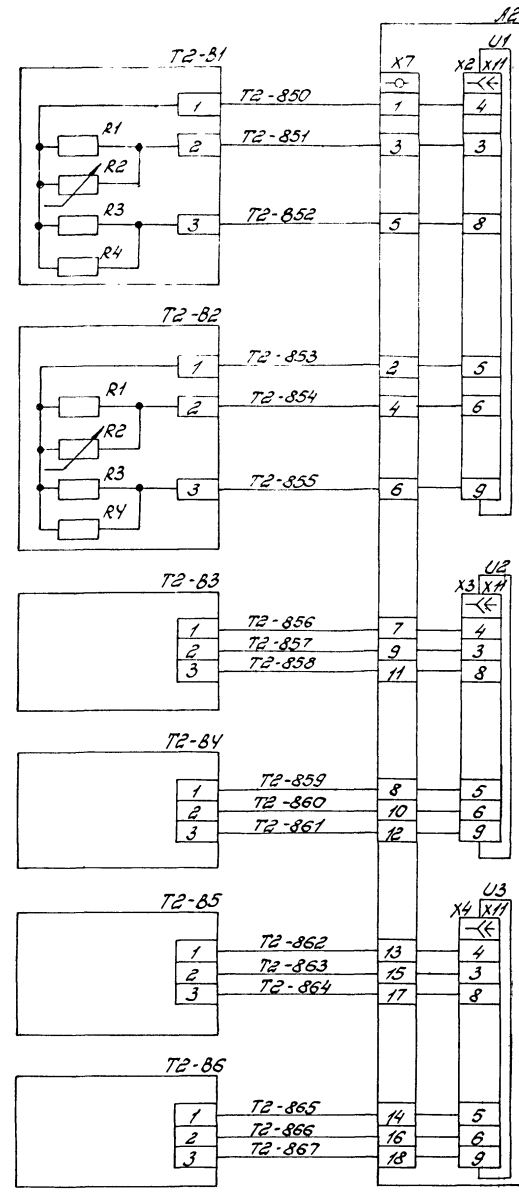 A2
U1
T2-B1
X7
X2 X11
1 T2-850 1 4
R1
2 T2-851 3 3
R2
R3
3 T2-852 5 8
R4
T2-B2
1 T2-853 2 5
R1
2 T2-854 4 6
R2
R3
3 T2-855 6 9
R4
U2
T2-B3
X3 X11
1 T2-856 7 4
2 T2-857 9 3
3 T2-858 11 8
T2-B4
1 T2-859 8 5
2 T2-860 10 6
3 T2-861 12 9
U3
T2-B5
X4 X11
1 T2-862 13 4
2 T2-863 15 3
3 T2-864 17 8
T2-B6
1 T2-865 14 5
2 T2-866 16 6
3 T2-867 18 9